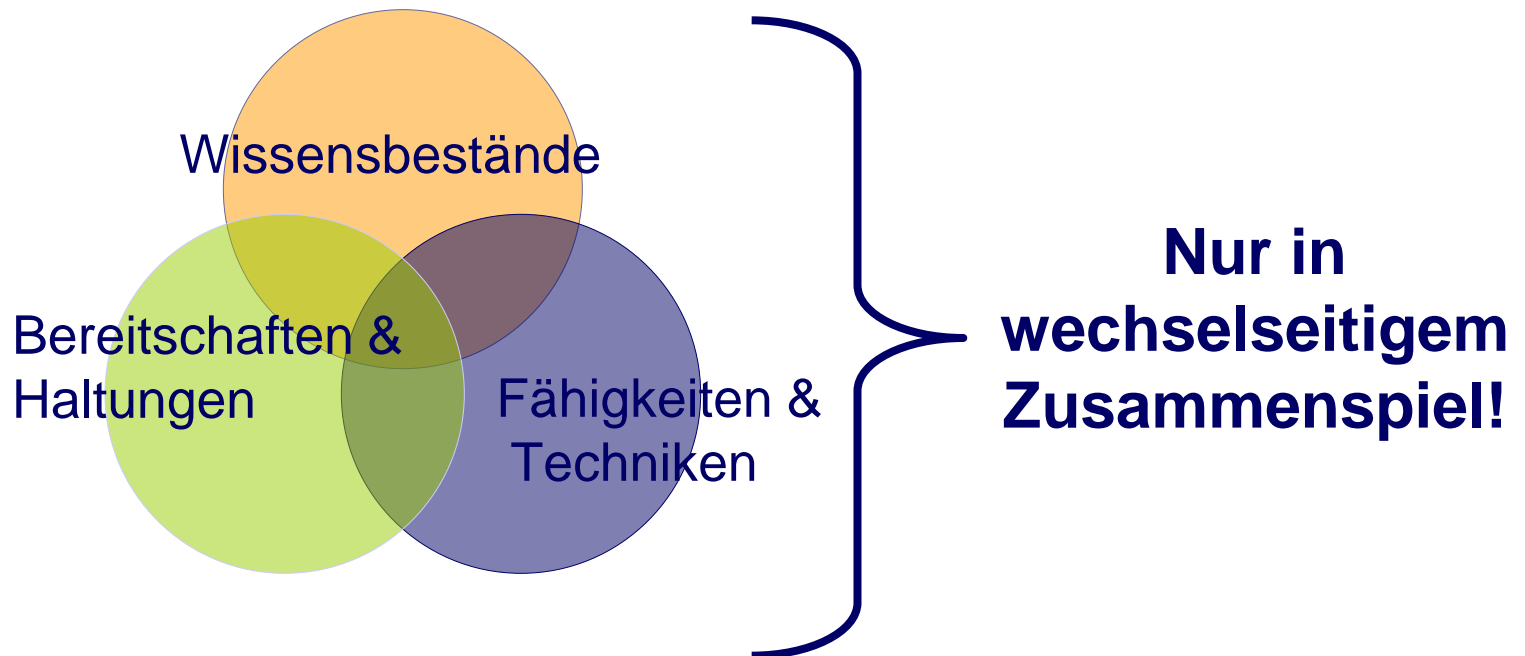 Wissensbestände
Bereitschaften &
Haltungen
Fähigkeiten &
Techniken
Nur in
wechselseitigem
Zusammenspiel!